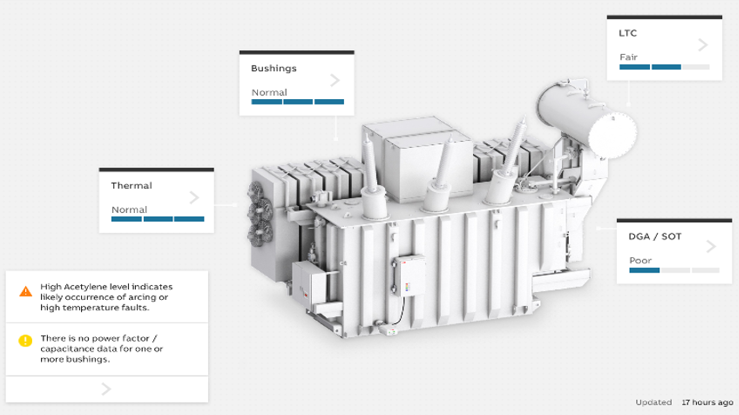 LTC
Fair
Bushings
Normal
Thermal
Normal
DGA / SOT
Poor
High Acetylene level indicates
likely occurrence of arcing or
high temperature faults.
There is no power factor /
capacitance data for one or
more bushings.
Updated 17 hours ago